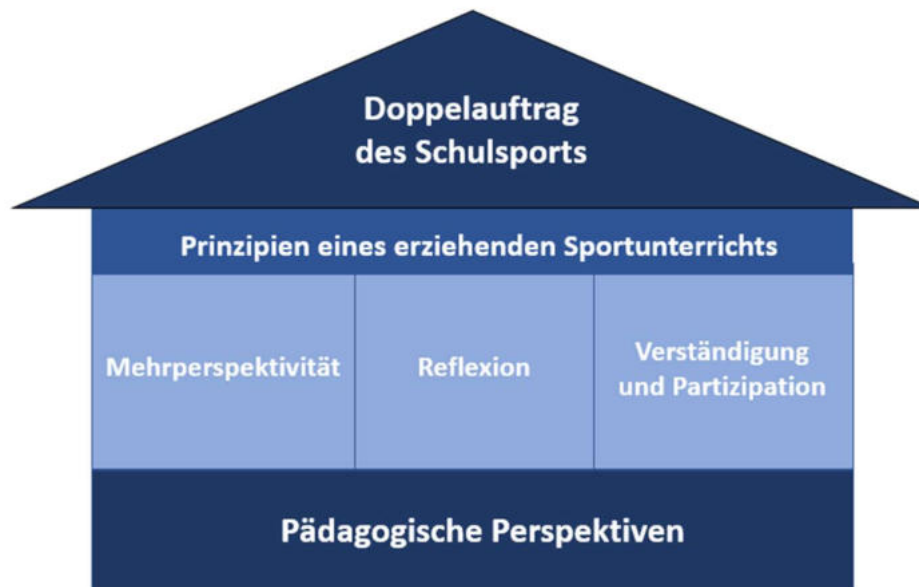 Doppelauftrag
des Schulsports
Prinzipien eines erziehenden Sportunterrichts
Mehrperspektivität
Reflexion
Verständigung
und Partizipation
Pädagogische Perspektiven